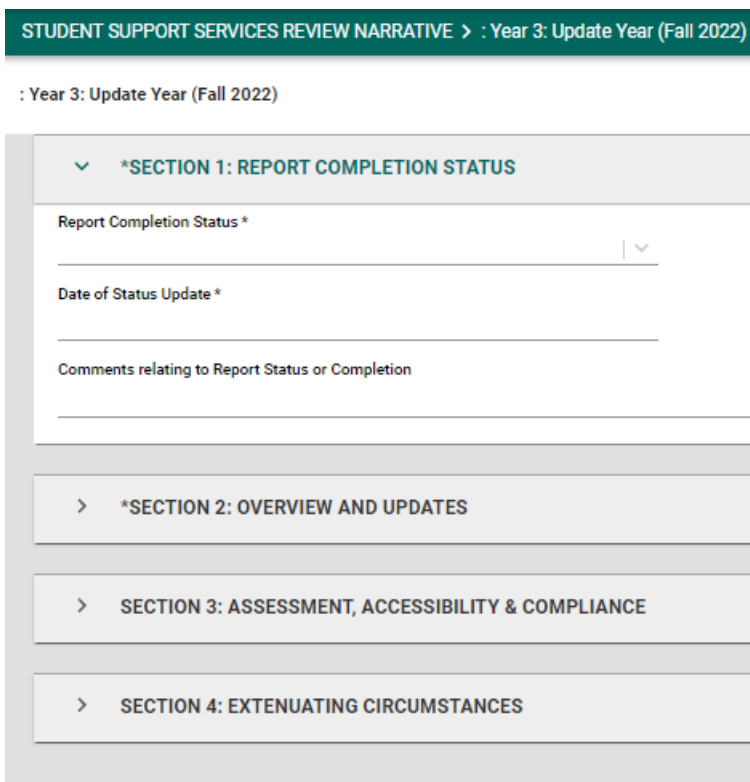 STUDENT SUPPORT SERVICES REVIEW NARRATIVE > : Year 3: Update Year (Fall 2022)
: Year 3: Update Year (Fall 2022)
*SECTION 1: REPORT COMPLETION STATUS
Report Completion Status *
Date of Status Update *
Comments relating to Report Status or Completion
*SECTION 2: OVERVIEW AND UPDATES
SECTION 3: ASSESSMENT, ACCESSIBILITY & COMPLIANCE
SECTION 4: EXTENUATING CIRCUMSTANCES